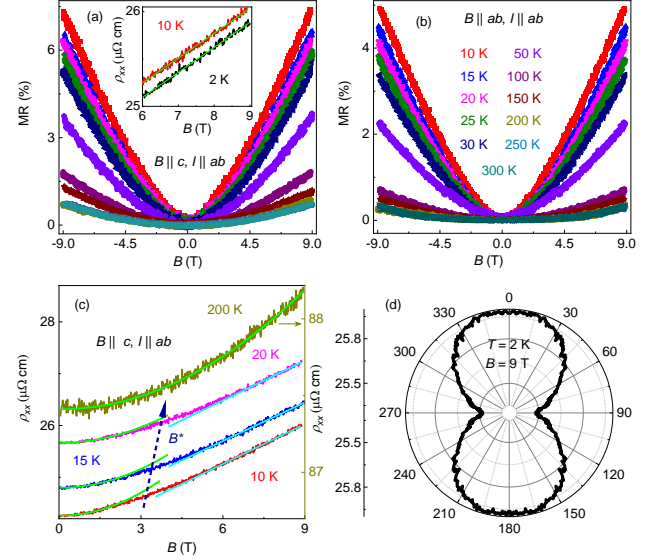 (a)
10 K
2 K
ρxx (μΩ cm)
26
25
6 7 8 9
B (T)
B || c, I || ab
MR (%)
6
3
0
-9.0 -4.5 0.0 4.5 9.0
B (T)
(b)
B || ab, I || ab
10 K 50 K
15 K 100 K
20 K 150 K
25 K 200 K
30 K 250 K
300 K
MR (%)
4
2
0
-9.0 -4.5 0.0 4.5 9.0
B (T)
(c)
B || c, I || ab
200 K
20 K
B*
15 K
10 K
ρxx (μΩ cm)
28
26
24
0 3 6 9
B (T)
88
87
ρxx (μΩ cm)
(d)
T = 2 K
B = 9 T
25.8
25.5
25.5
25.8
0
30
60
90
120
150
180
210
240
270
300
330